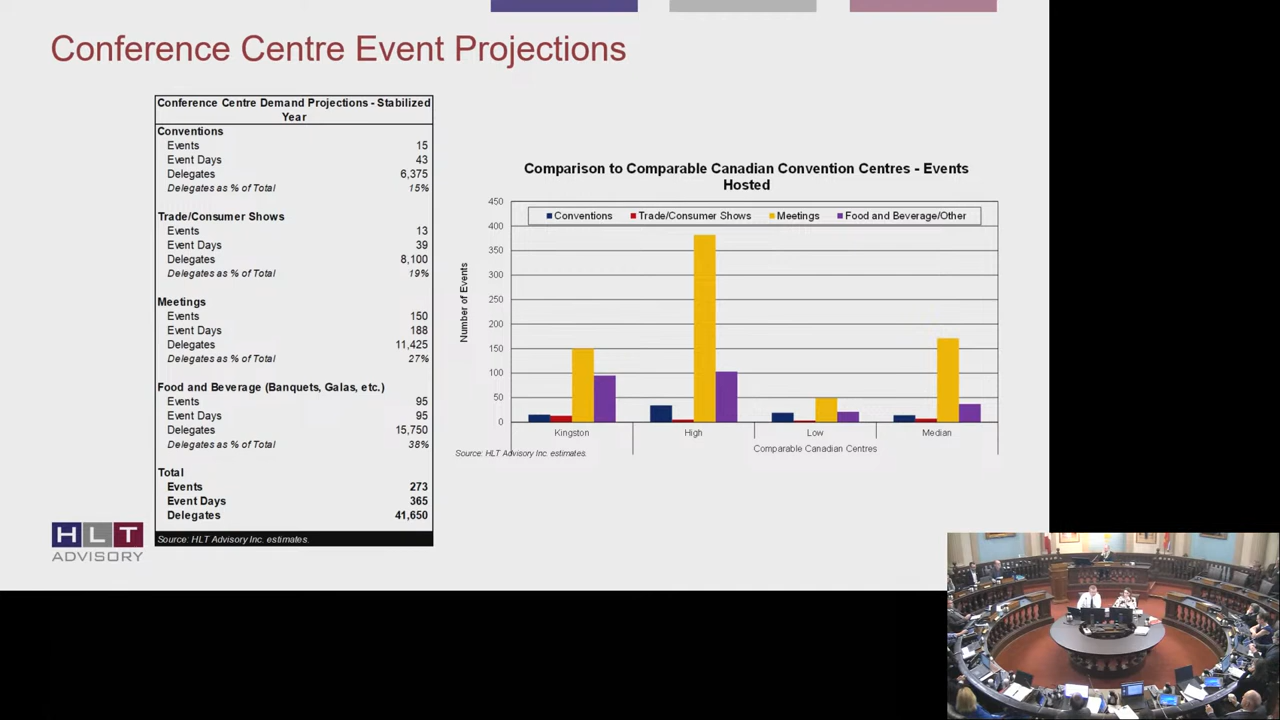 Conference Centre Event Projections
Conference Centre Demand Projections - Stabilized
Year
Conventions
Events 15
Event Days 43
Delegates 6,375
Delegates as % of Total 15%
Trade/Consumer Shows
Events 13
Event Days 39
Delegates 8,100
Delegates as % of Total 19%
Meetings
Events 150
Event Days 188
Delegates 11,425
Delegates as % of Total 27%
Food and Beverage (Banquets, Galas, etc.)
Events 95
Event Days 95
Delegates 15,750
Delegates as % of Total 38%
Total
Events 273
Event Days 365
Delegates 41,650
Source: HLT Advisory Inc. estimates.
Comparison to Comparable Canadian Convention Centres - Events
Hosted
Conventions Trade/Consumer Shows Meetings Food and Beverage/Other
Number of Events
450
400
350
300
250
200
150
100
50
0
Kingston High Low Median
Comparable Canadian Centres
Source: HLT Advisory Inc. estimates.
HLT
ADVISORY